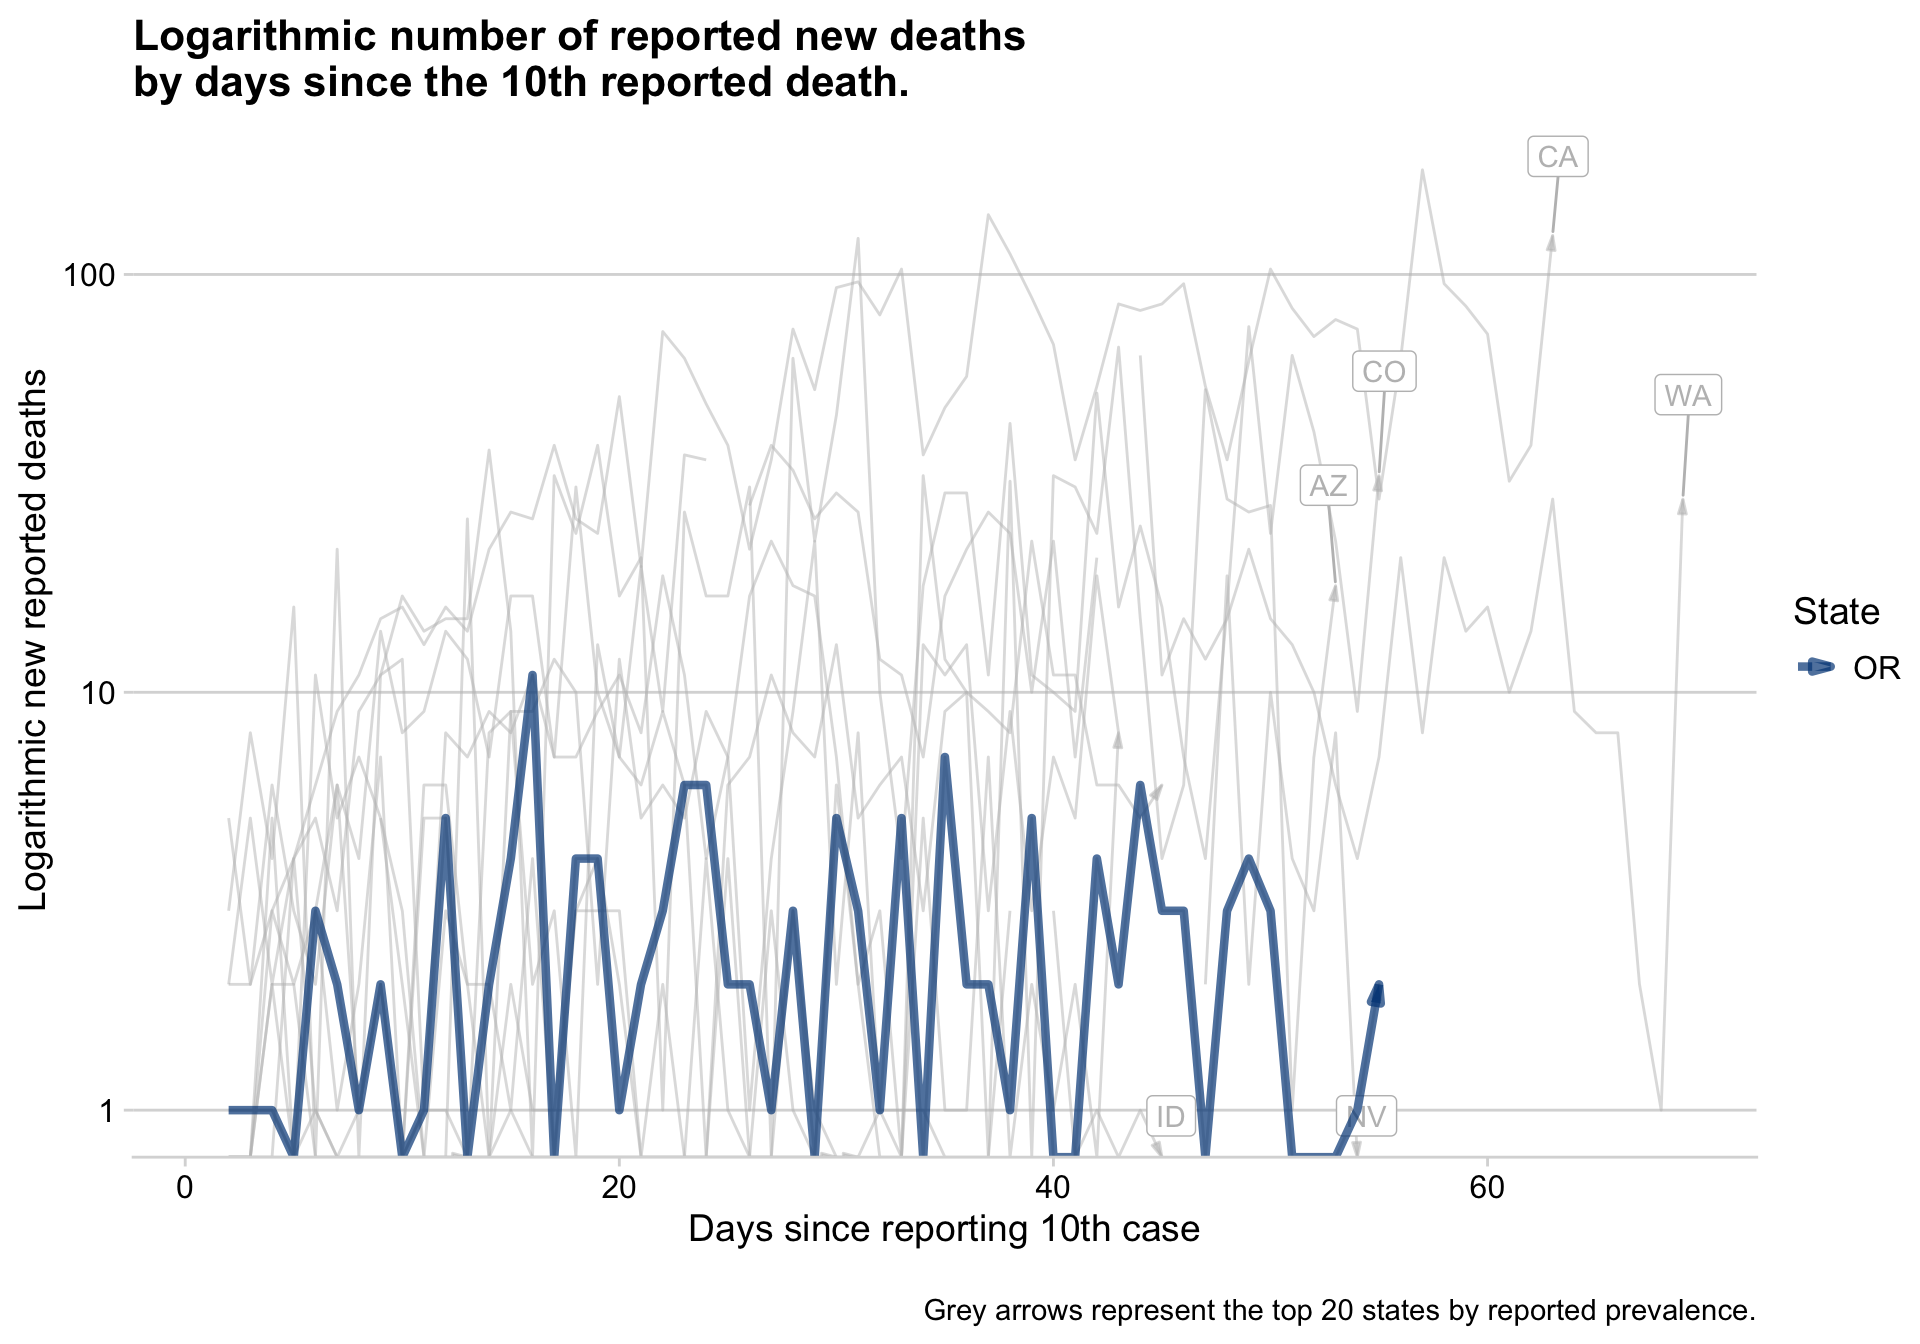 Logarithmic number of reported new deaths
by days since the 10th reported death.
CA
CO
WA
AZ
ID
NV
100
10
1
Logarithmic new reported deaths
0
20
40
60
Days since reporting 10th case
State
OR
Grey arrows represent the top 20 states by reported prevalence.